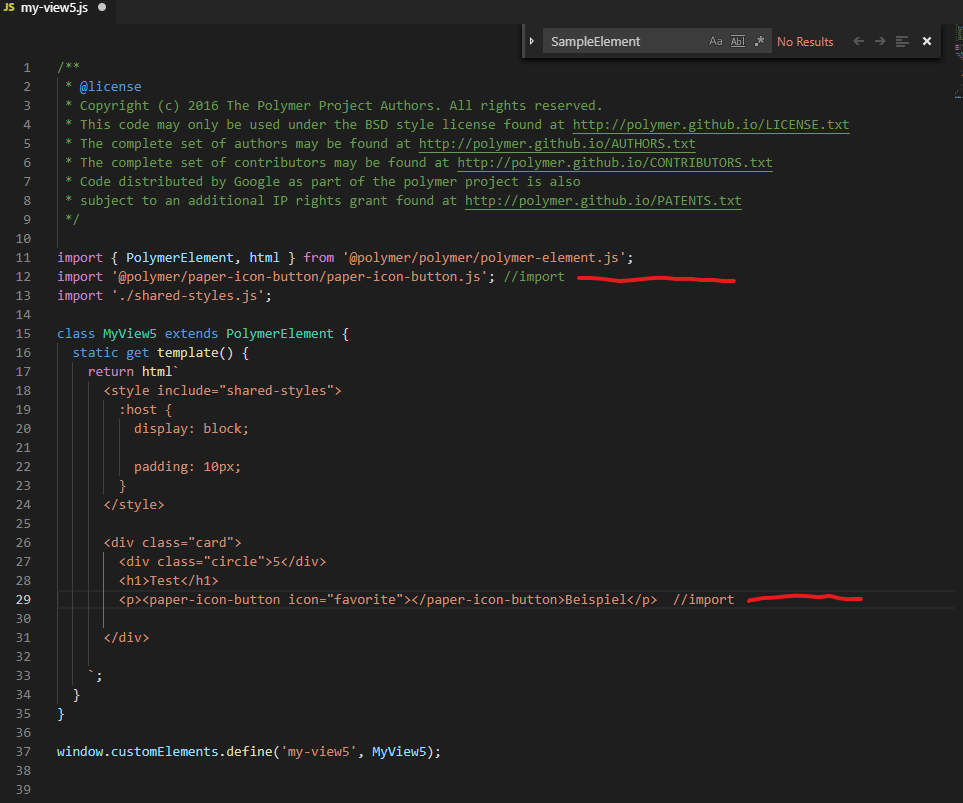 JS my-view5.js
SampleElement Aa Abl .* No Results
1 /**
2 * @license
3 * Copyright (c) 2016 The Polymer Project Authors. All rights reserved.
4 * This code may only be used under the BSD style license found at http://polymer.github.io/LICENSE.txt
5 * The complete set of authors may be found at http://polymer.github.io/AUTHORS.txt
6 * The complete set of contributors may be found at http://polymer.github.io/CONTRIBUTORS.txt
7 * Code distributed by Google as part of the polymer project is also
8 * subject to an additional IP rights grant found at http://polymer.github.io/PATENTS.txt
9 */
10
11 import { PolymerElement, html } from '@polymer/polymer/polymer-element.js';
12 import '@polymer/paper-icon-button/paper-icon-button.js'; //import
13 import './shared-styles.js';
14
15 class MyView5 extends PolymerElement {
16 static get template() {
17 return html`
18 <style include="shared-styles">
19 :host {
20 display: block;
21
22 padding: 10px;
23 }
24 </style>
25
26 <div class="card">
27 <div class="circle">5</div>
28 <h1>Test</h1>
29 <p><paper-icon-button icon="favorite"></paper-icon-button>Beispiel</p> //import
30
31 </div>
32
33 `;
34 }
35 }
36
37 window.customElements.define('my-view5', MyView5);
38
39